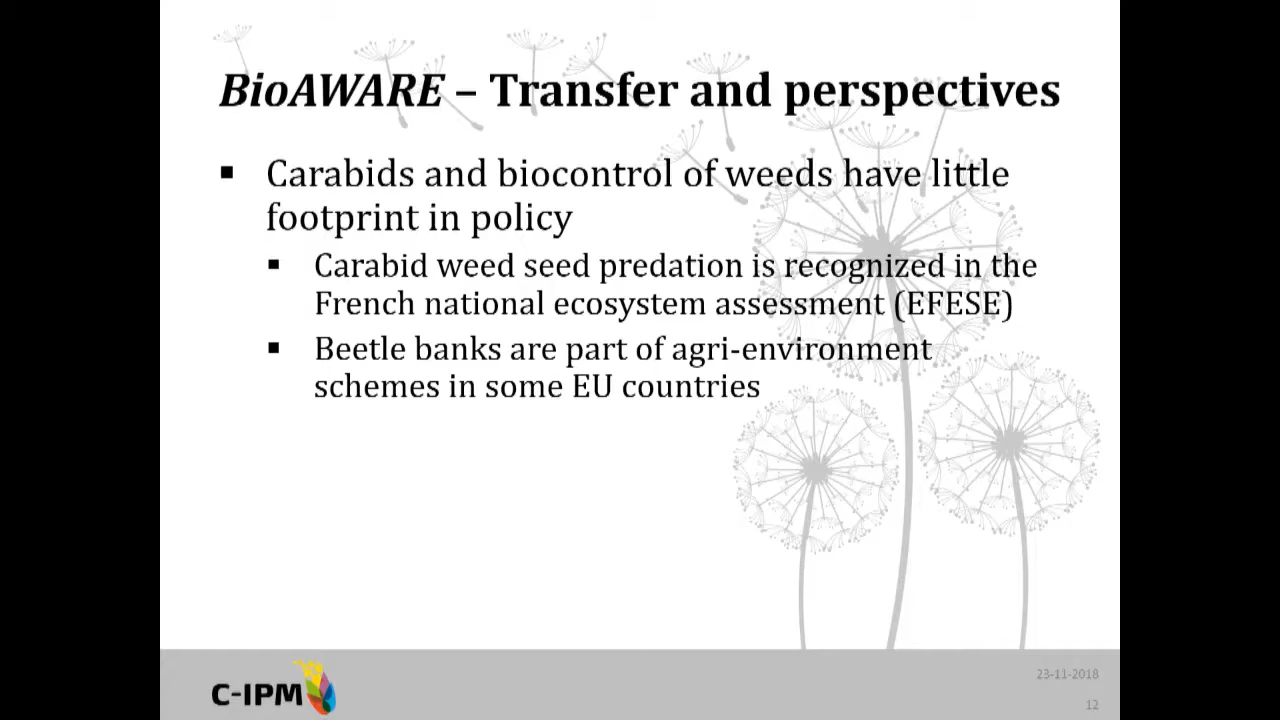 BioAWARE – Transfer and perspectives
▪ Carabids and biocontrol of weeds have little
footprint in policy
▪ Carabid weed seed predation is recognized in the
French national ecosystem assessment (EFESE)
▪ Beetle banks are part of agri-environment
schemes in some EU countries
C-IPM
23-11-2018
12